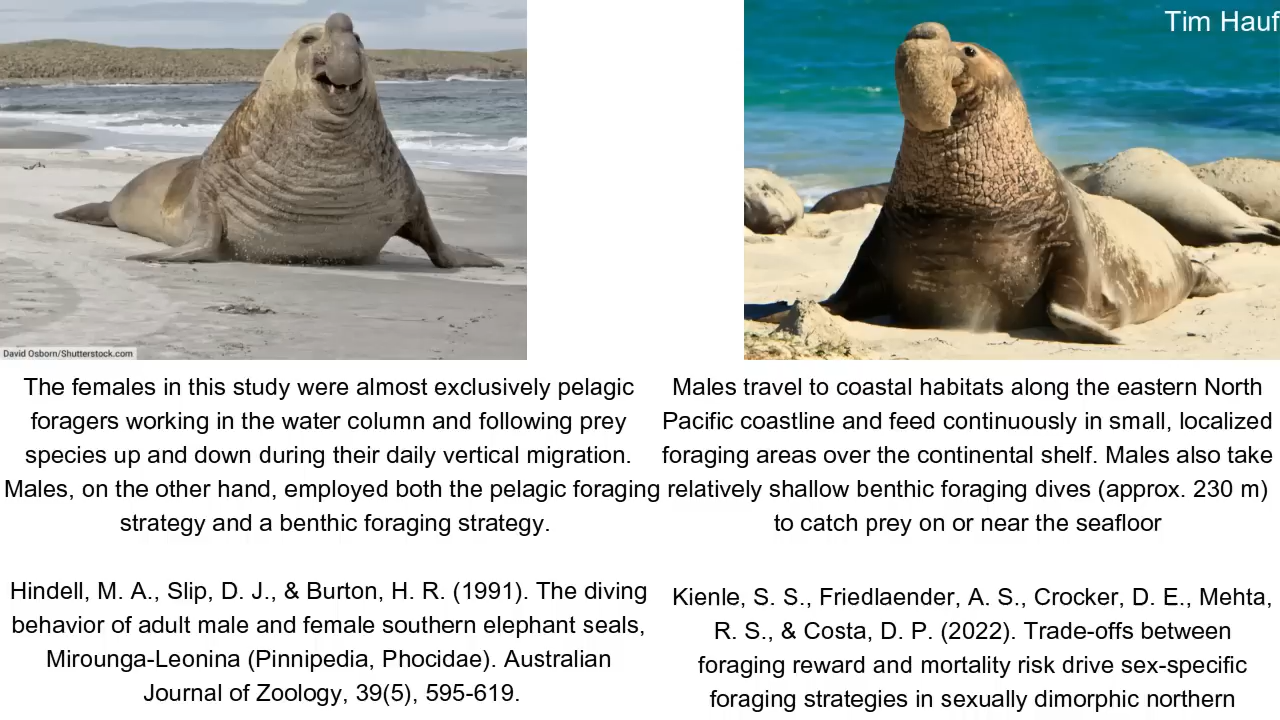 Tim Hauf
David Osborn/Shutterstock.com
The females in this study were almost exclusively pelagic
foragers working in the water column and following prey
species up and down during their daily vertical migration.
Males, on the other hand, employed both the pelagic foraging
strategy and a benthic foraging strategy.
Hindell, M. A., Slip, D. J., & Burton, H. R. (1991). The diving
behavior of adult male and female southern elephant seals,
Mirounga-Leonina (Pinnipedia, Phocidae). Australian
Journal of Zoology, 39(5), 595-619.
Males travel to coastal habitats along the eastern North
Pacific coastline and feed continuously in small, localized
foraging areas over the continental shelf. Males also take
relatively shallow benthic foraging dives (approx. 230 m)
to catch prey on or near the seafloor
Kienle, S. S., Friedlaender, A. S., Crocker, D. E., Mehta,
R. S., & Costa, D. P. (2022). Trade-offs between
foraging reward and mortality risk drive sex-specific
foraging strategies in sexually dimorphic northern